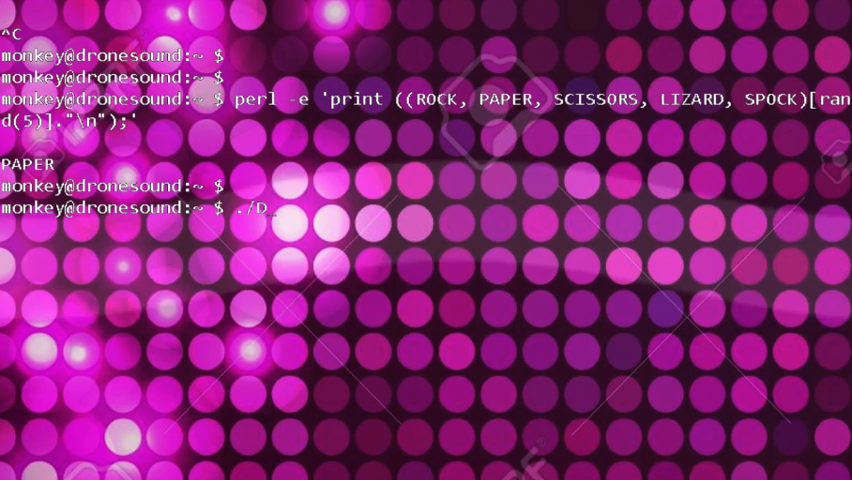 ^C
monkey@dronesound:~ $
monkey@dronesound:~ $
monkey@dronesound:~ $ perl -e 'print ((ROCK, PAPER, SCISSORS, LIZARD, SPOCK)[ran
d(5)]."\n");'
PAPER
monkey@dronesound:~ $
monkey@dronesound:~ $ ./D_